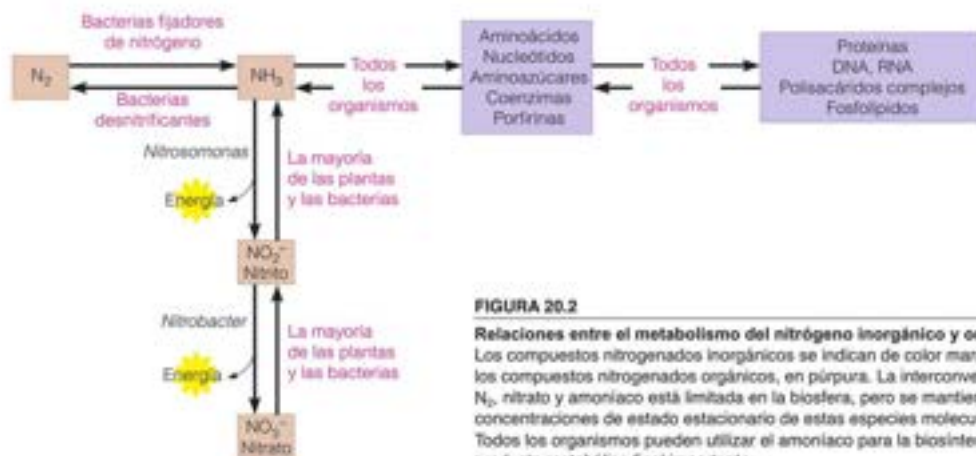 Bacterias fijadores
de nitrógeno
N₂
NH₃
Bacterias
desnitrificantes
Todos
los
organismos
Aminoácidos
Nucleótidos
Aminoazúcares
Coenzimas
Porfirinas
Todos
los
organismos
Proteínas
DNA, RNA
Polisacáridos complejos
Fosfolípidos
Nitrosomonas
Energía
La mayoría
de las plantas
y las bacterias
NO₂⁻
Nitrito
Nitrobacter
Energía
La mayoría
de las plantas
y las bacterias
NO₃⁻
Nitrato
FIGURA 20.2
Relaciones entre el metabolismo del nitrógeno inorgánico y
Los compuestos nitrogenados inorgánicos se indican de color
los compuestos nitrogenados orgánicos, en púrpura. La
N₂, nitrato y amoníaco está limitada en la biosfera, pero se
concentraciones de estado estacionario de estas especies
Todos los organismos pueden utilizar el amoníaco para la